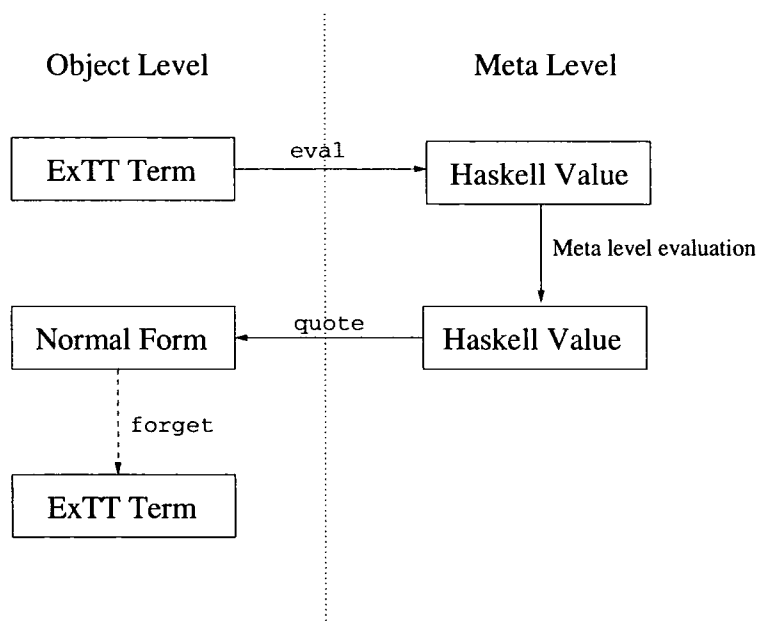 Object Level
Meta Level
ExTT Term
eval
Haskell Value
Meta level evaluation
Normal Form
quote
Haskell Value
forget
ExTT Term